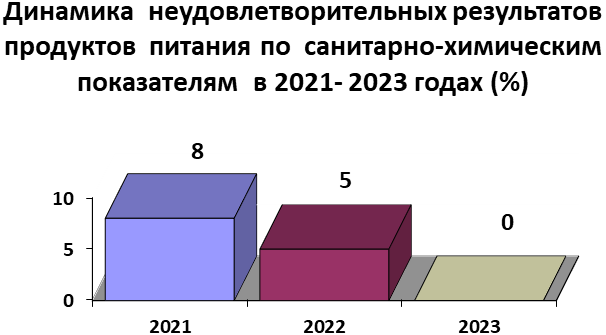 Динамика неудовлетворительных результатов
продуктов питания по санитарно-химическим
показателям в 2021- 2023 годах (%)
8
5
0
10
5
0
2021 2022 2023